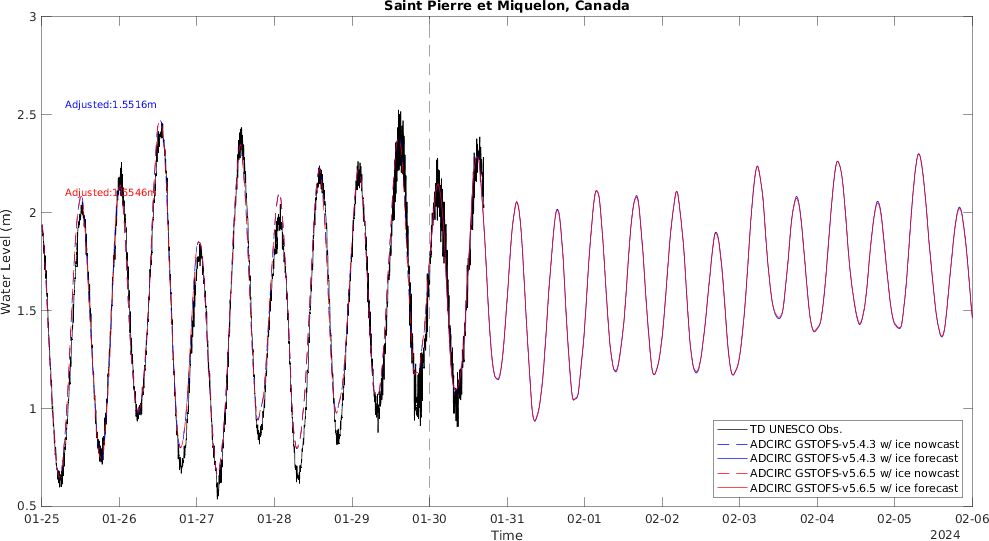 Saint Pierre et Miquelon, Canada
Water Level (m)
3
2.5
2
1.5
1
0.5
Adjusted:1.5516m
Adjusted:1.5546m
TD UNESCO Obs.
ADCIRC GSTOFS-v5.4.3 w/ ice nowcast
ADCIRC GSTOFS-v5.4.3 w/ ice forecast
ADCIRC GSTOFS-v5.6.5 w/ ice nowcast
ADCIRC GSTOFS-v5.6.5 w/ ice forecast
01-25 01-26 01-27 01-28 01-29 01-30 01-31 02-01 02-02 02-03 02-04 02-05 02-06
Time
2024